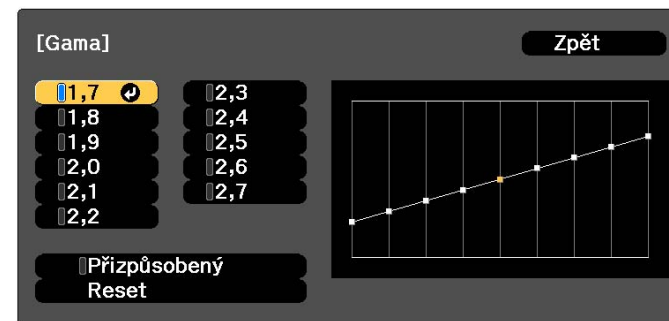 [Gama]
Zpět
1,7
1,8
1,9
2,0
2,1
2,2
2,3
2,4
2,5
2,6
2,7
Přizpůsobený
Reset